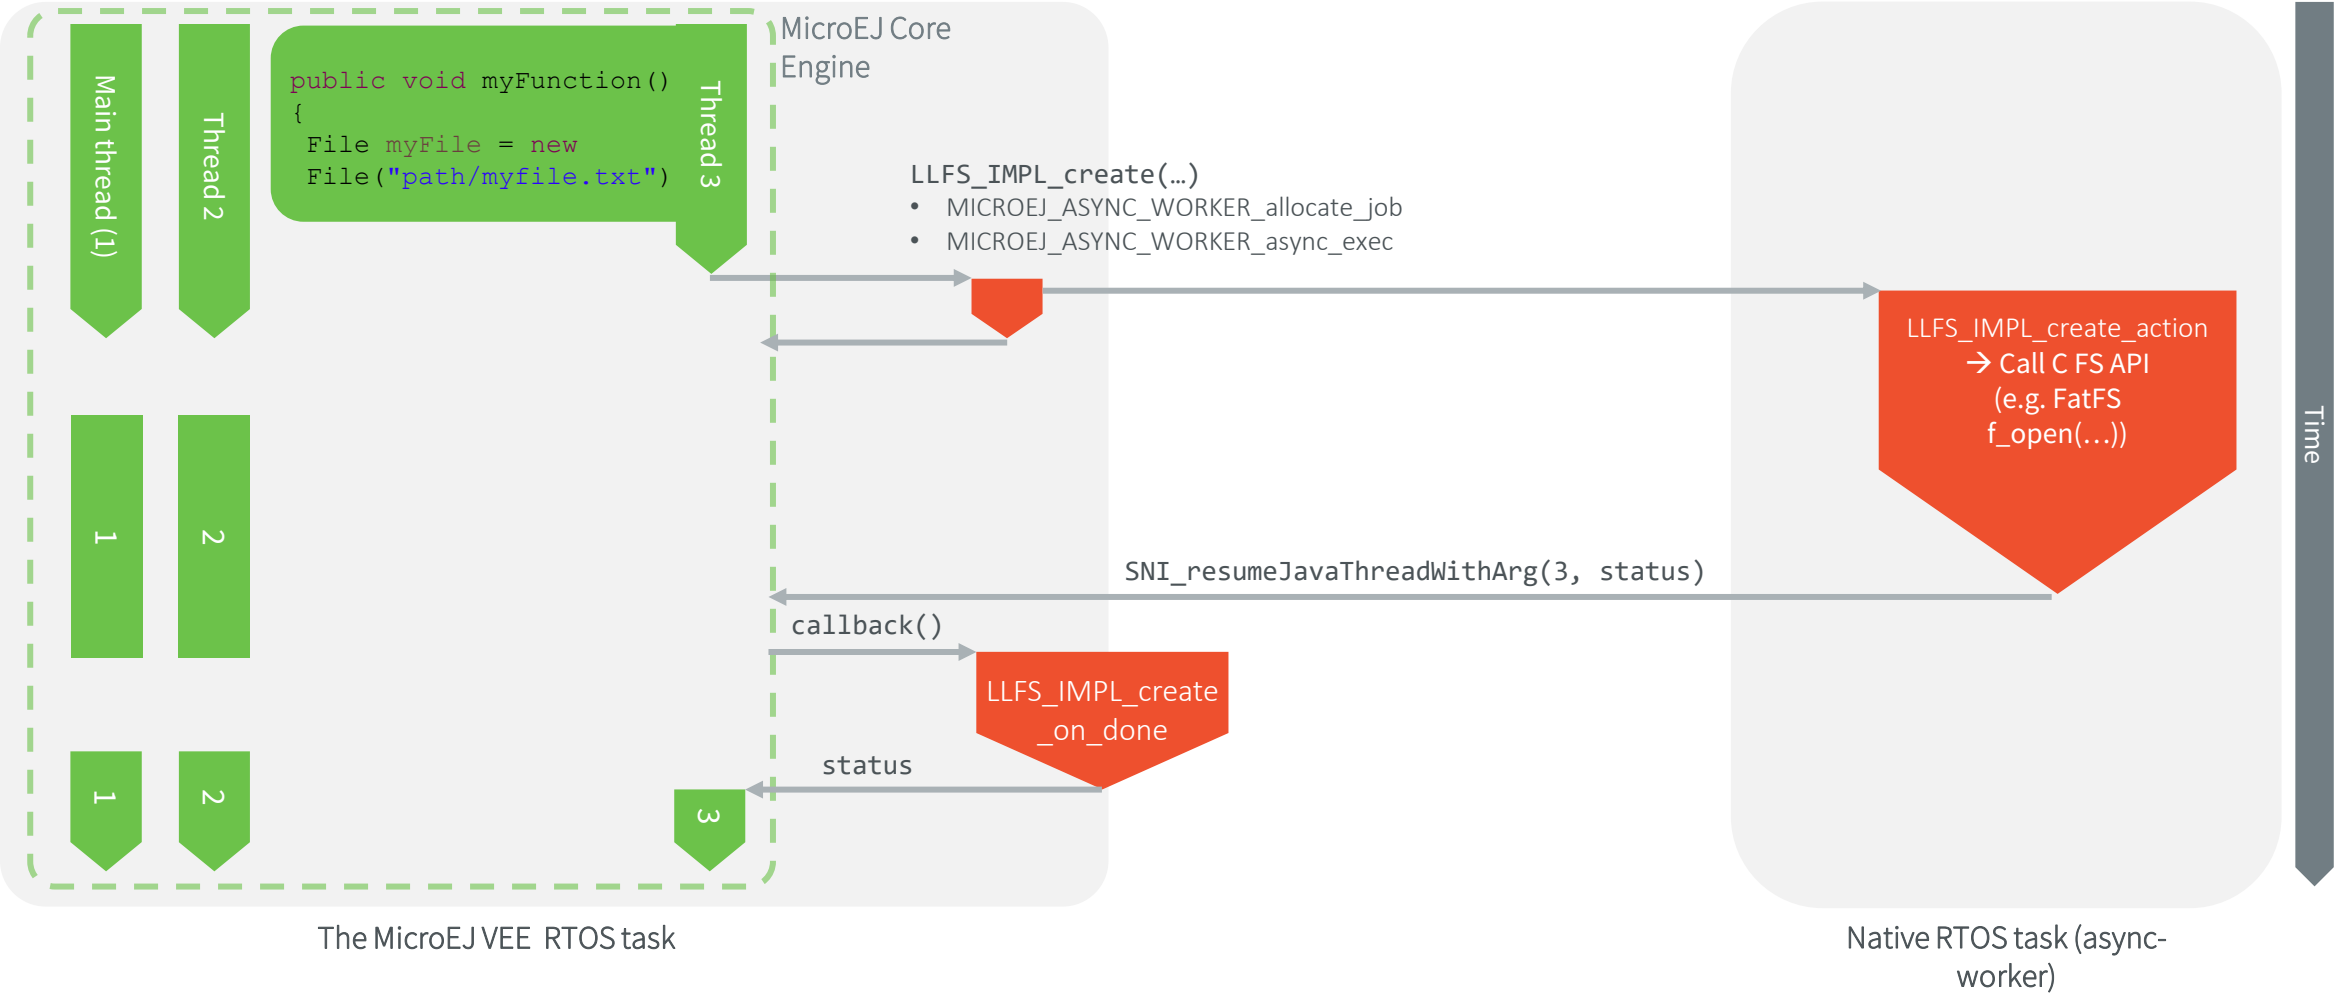 MicroEJ Core
Engine
Main thread (1)
Thread 2
public void myFunction()
{
File myFile = new
File("path/myfile.txt")
Thread 3
LLFS_IMPL_create(…)
• MICROEJ_ASYNC_WORKER_allocate_job
• MICROEJ_ASYNC_WORKER_async_exec
LLFS_IMPL_create_action
→ Call C FS API
(e.g. FatFS
f_open(…))
Time
1
2
SNI_resumeJavaThreadWithArg(3, status)
callback()
LLFS_IMPL_create
_on_done
status
1
2
3
The MicroEJ VEE RTOS task
Native RTOS task (async-
worker)